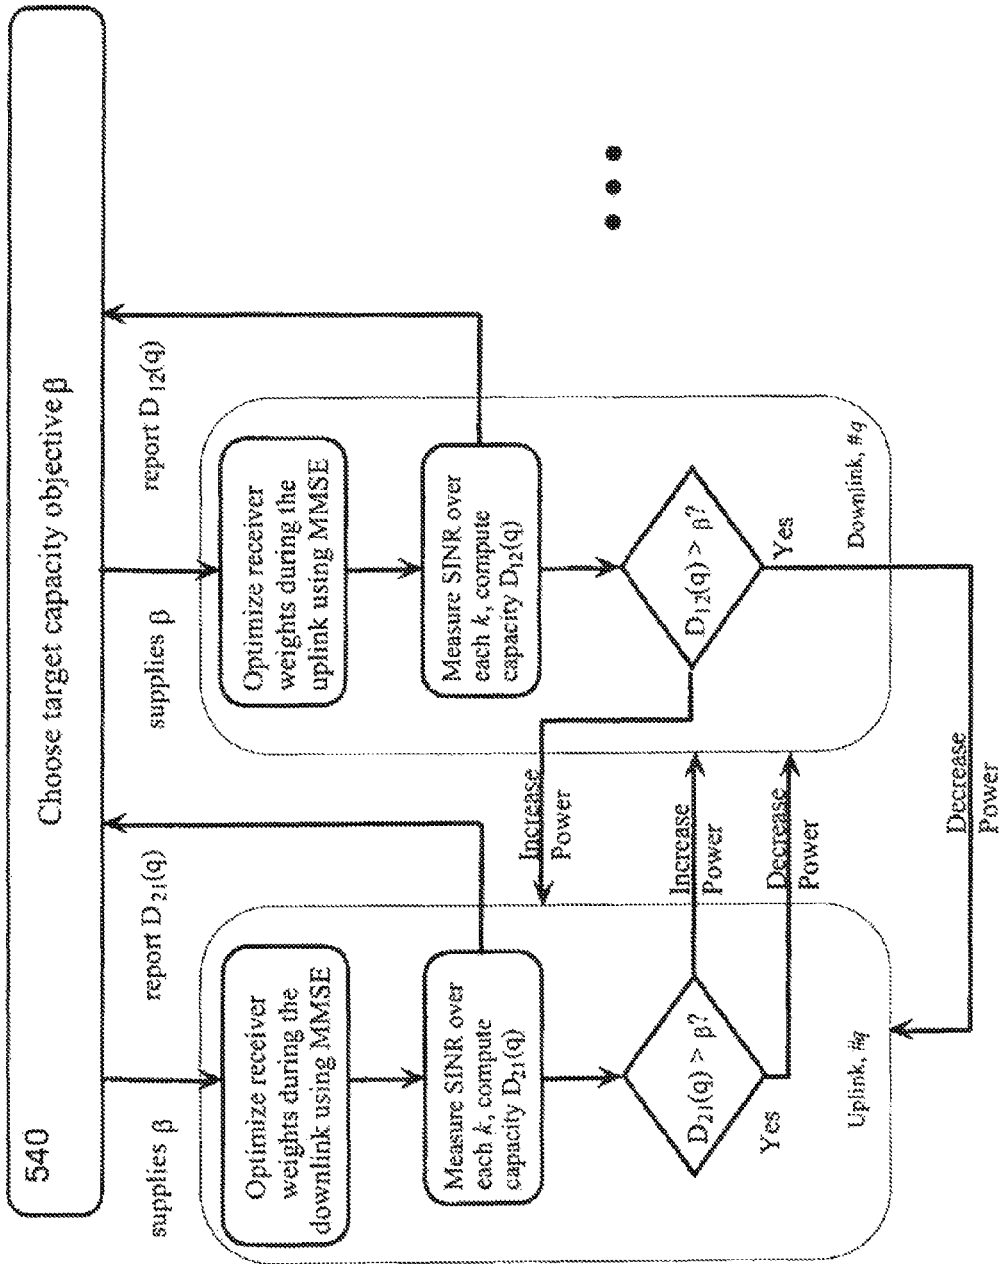 540
Choose target capacity objective β
supplies β
report D21(q)
supplies β
report D12(q)
Optimize receiver
weights during the
downlink using MMSE
Measure SINR over
each k, compute
capacity D21(q)
D21(q) > β?
Yes
Uplink, #q
Increase
Power
Increase
Power
Decrease
Power
Optimize receiver
weights during the
uplink using MMSE
Measure SINR over
each k, compute
capacity D12(q)
D12(q) > β?
Yes
Downlink, #q
Decrease
Power